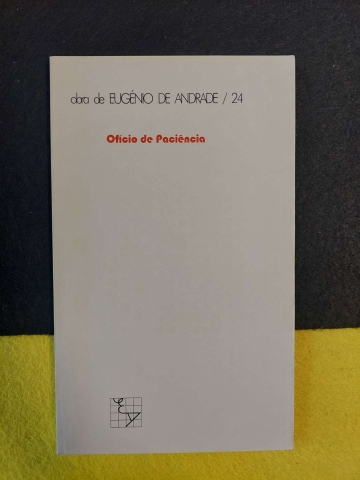 obra de EUGÉNIO DE ANDRADE / 24
Ofício de Paciência